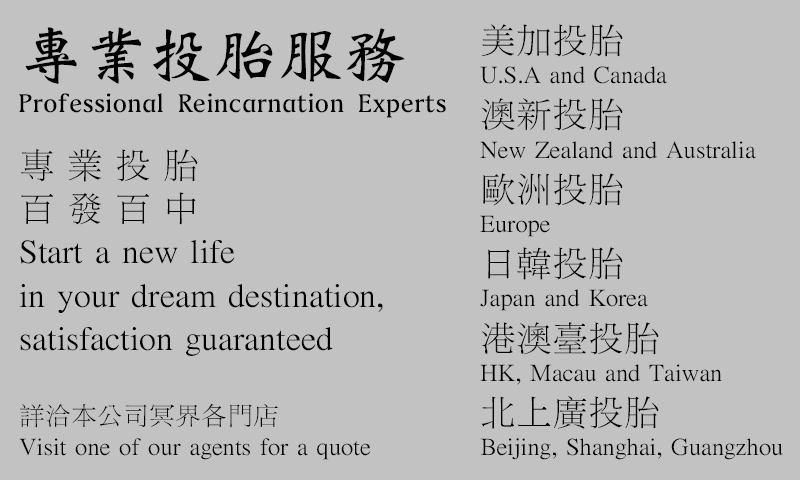 專業投胎服務
Professional Reincarnation Experts
專業投胎
百發百中
Start a new life
in your dream destination,
satisfaction guaranteed
詳洽本公司冥界各門店
Visit one of our agents for a quote
美加投胎
U.S.A and Canada
澳新投胎
New Zealand and Australia
歐洲投胎
Europe
日韓投胎
Japan and Korea
港澳臺投胎
HK, Macau and Taiwan
北上廣投胎
Beijing, Shanghai, Guangzhou